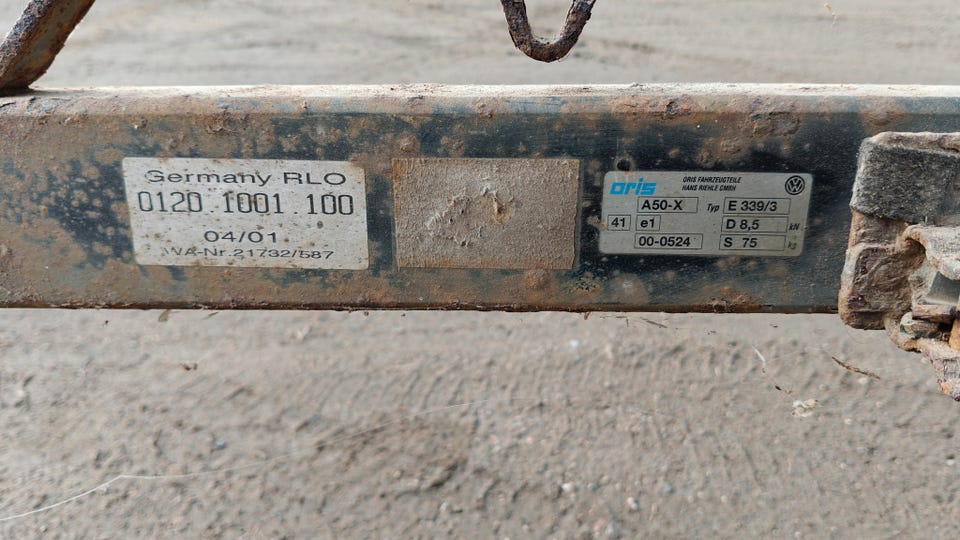 Germany RLO
0120.1001.100
04/01
WA-Nr.21732/587
oris
ORIS FAHRZEUGTEILE
HANS RIEHLE GMBH
A50-X Typ E 339/3
41 e1 D 8,5 kN
00-0524 S 75 kg